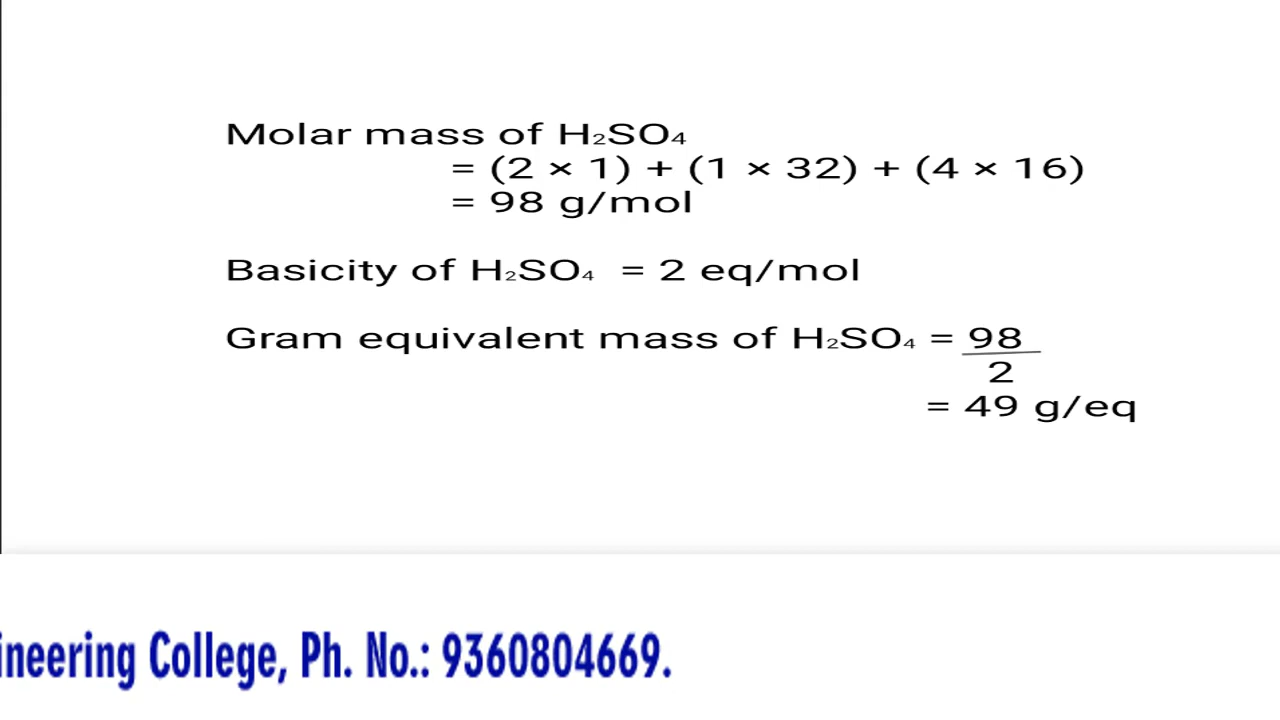 Molar mass of H₂SO₄
= (2 × 1) + (1 × 32) + (4 × 16)
= 98 g/mol
Basicity of H₂SO₄ = 2 eq/mol
Gram equivalent mass of H₂SO₄ = 98
2
= 49 g/eq
ineering College, Ph. No.: 9360804669.